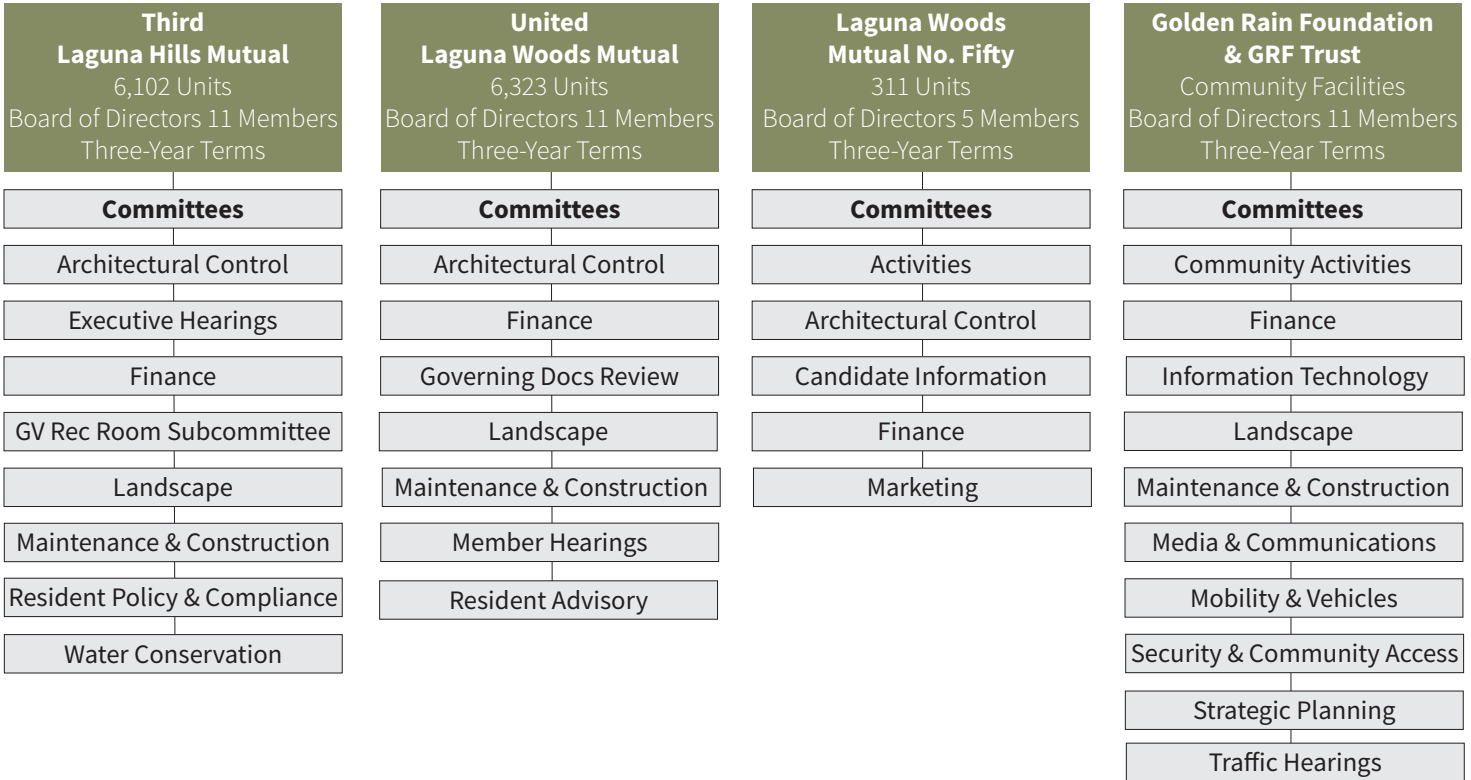 Third
Laguna Hills Mutual
6,102 Units
Board of Directors 11 Members
Three-Year Terms
Committees
Architectural Control
Executive Hearings
Finance
GV Rec Room Subcommittee
Landscape
Maintenance & Construction
Resident Policy & Compliance
Water Conservation
United
Laguna Woods Mutual
6,323 Units
Board of Directors 11 Members
Three-Year Terms
Committees
Architectural Control
Finance
Governing Docs Review
Landscape
Maintenance & Construction
Member Hearings
Resident Advisory
Laguna Woods
Mutual No. Fifty
311 Units
Board of Directors 5 Members
Three-Year Terms
Committees
Activities
Architectural Control
Candidate Information
Finance
Marketing
Golden Rain Foundation
& GRF Trust
Community Facilities
Board of Directors 11 Members
Three-Year Terms
Committees
Community Activities
Finance
Information Technology
Landscape
Maintenance & Construction
Media & Communications
Mobility & Vehicles
Security & Community Access
Strategic Planning
Traffic Hearings